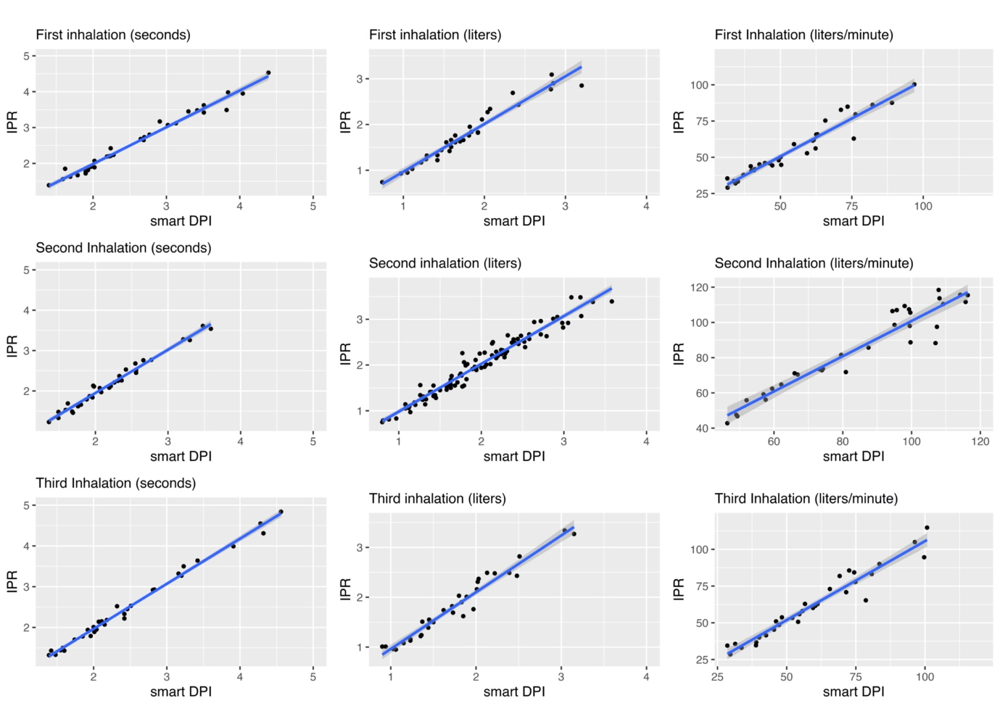 First inhalation (seconds)
5
4
3
2
IPR
2 3 4 5
smart DPI
First inhalation (liters)
3
2
1
IPR
1 2 3 4
smart DPI
First Inhalation (liters/minute)
100
75
50
25
IPR
50 75 100
smart DPI
Second Inhalation (seconds)
5
4
3
2
IPR
2 3 4 5
smart DPI
Second inhalation (liters)
3
2
1
IPR
1 2 3 4
smart DPI
Second Inhalation (liters/minute)
120
100
80
60
40
IPR
60 80 100 120
smart DPI
Third Inhalation (seconds)
5
4
3
2
IPR
2 3 4 5
smart DPI
Third inhalation (liters)
3
2
1
IPR
1 2 3 4
smart DPI
Third Inhalation (liters/minute)
100
75
50
25
IPR
25 50 75 100
smart DPI